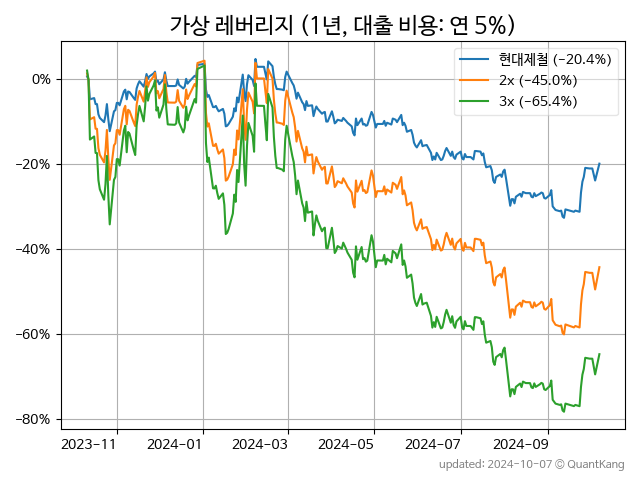 가상 레버리지 (1년, 대출 비용: 연 5%)
현대제철 (-20.4%)
2x (-45.0%)
3x (-65.4%)
0%
-20%
-40%
-60%
-80%
2023-11 2024-01 2024-03 2024-05 2024-07 2024-09
updated: 2024-10-07 © QuantKang